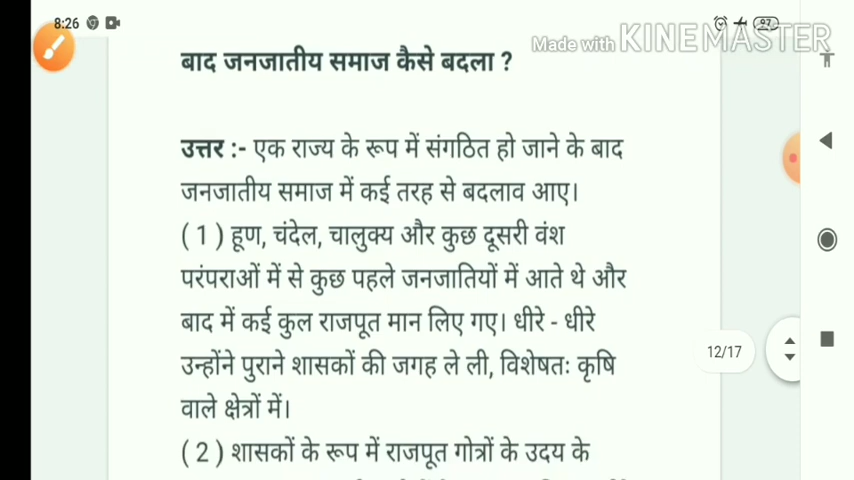 8:26
97
Made with KINEMASTER
बाद जनजातीय समाज कैसे बदला ?
उत्तर :- एक राज्य के रूप में संगठित हो जाने के बाद
जनजातीय समाज में कई तरह से बदलाव आए।
( 1 ) हूण, चंदेल, चालुक्य और कुछ दूसरी वंश
परंपराओं में से कुछ पहले जनजातियों में आते थे और
बाद में कई कुल राजपूत मान लिए गए। धीरे - धीरे
उन्होंने पुराने शासकों की जगह ले ली, विशेषतः कृषि
12/17
वाले क्षेत्रों में।
( 2 ) शासकों के रूप में राजपूत गोत्रों के उदय के